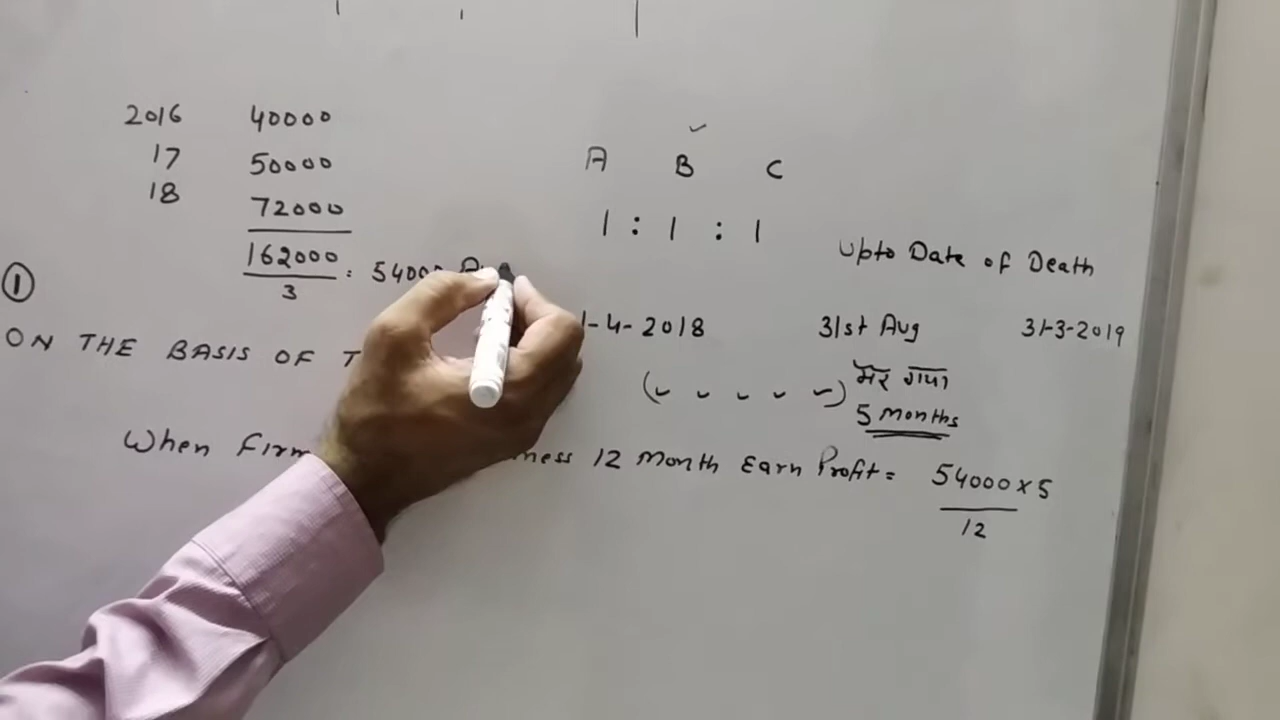 2016 40000
17 50000
18 72000
162000
3 = 54000
A B C
1 : 1 : 1
Upto Date of Death
1-4-2018 31st Aug 31-3-2019
मर गया
5 Months
①
ON THE BASIS OF T
When Firm 12 Month Earn Profit = 54000 x 5
12